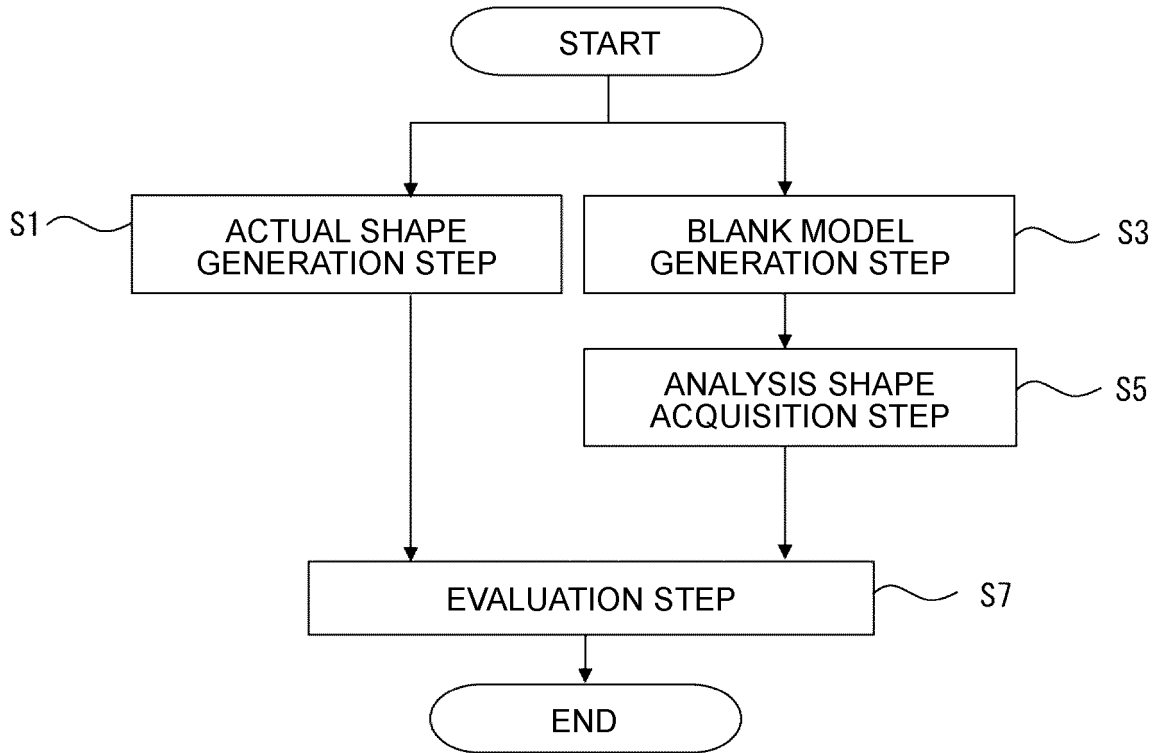 START
S1
ACTUAL SHAPE
GENERATION STEP
BLANK MODEL
GENERATION STEP
S3
ANALYSIS SHAPE
ACQUISITION STEP
S5
EVALUATION STEP
S7
END